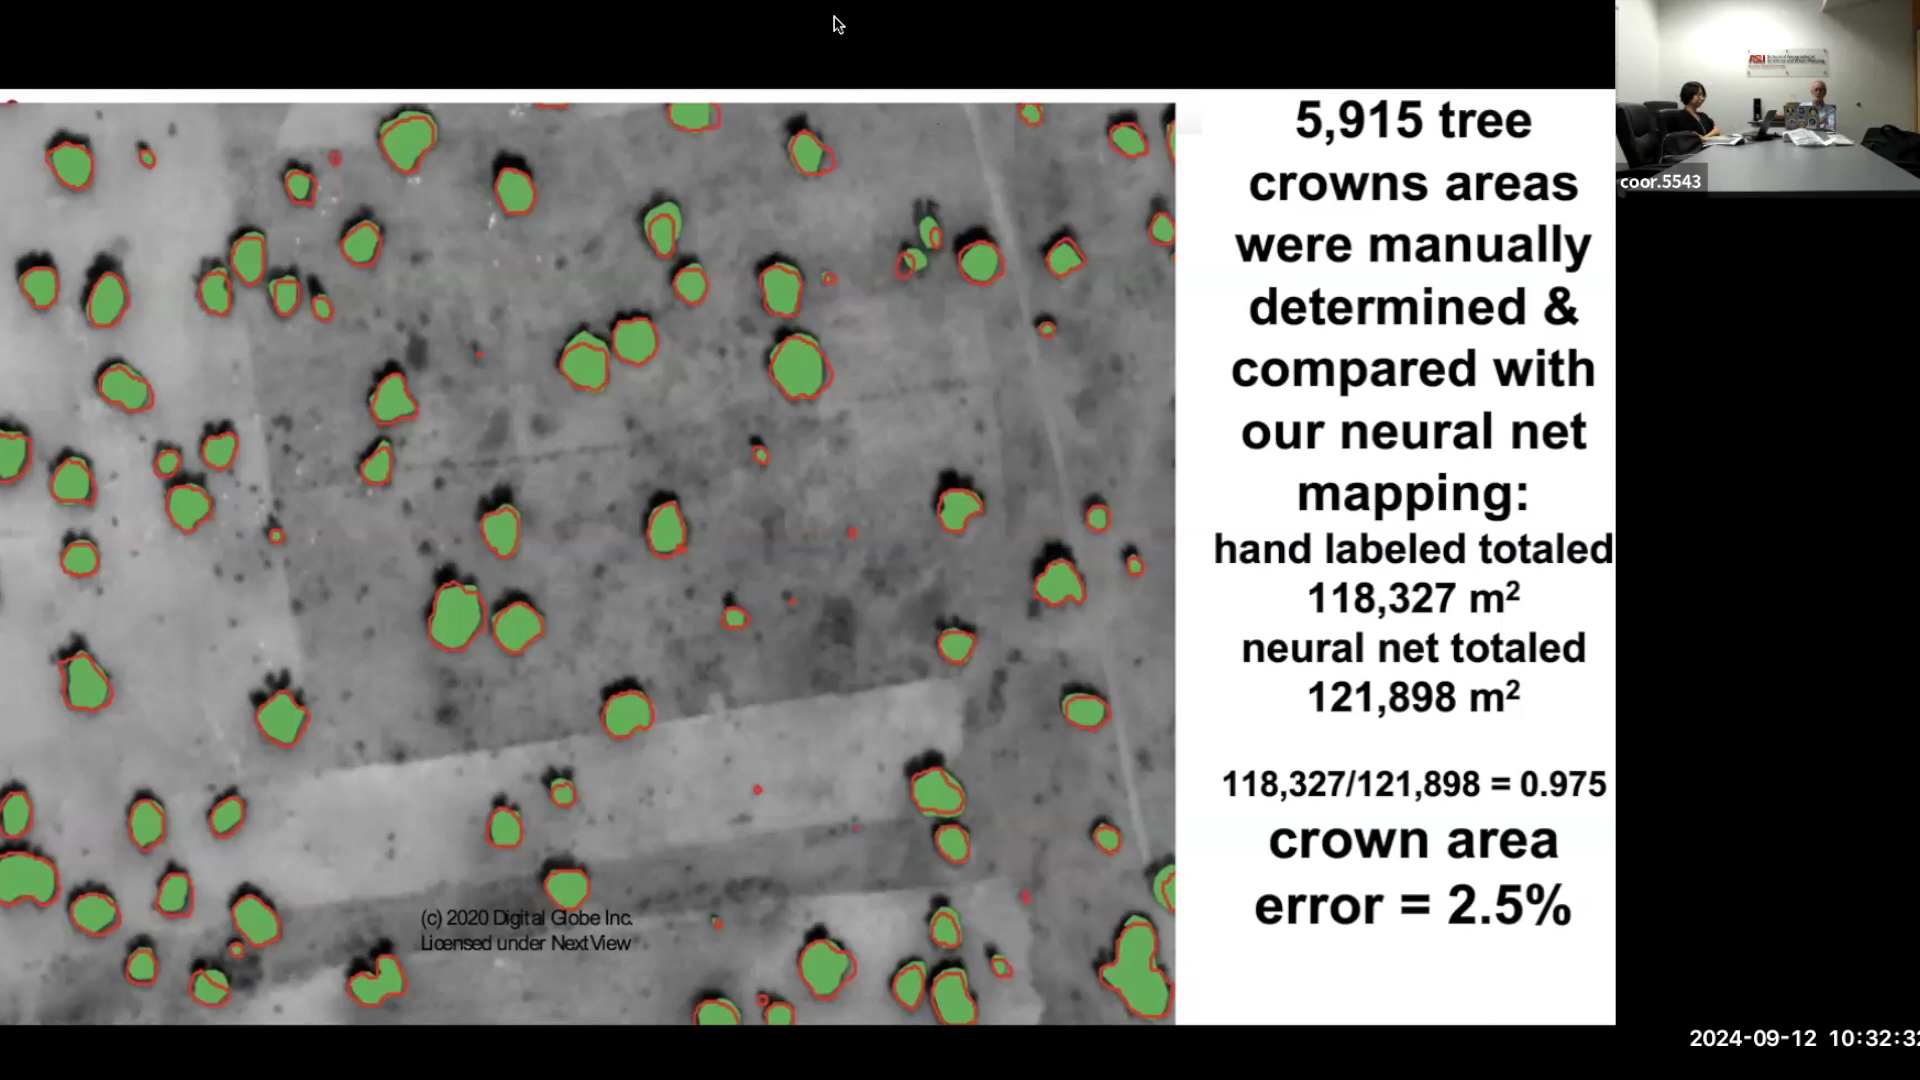 5,915 tree
crowns areas
were manually
determined &
compared with
our neural net
mapping:
hand labeled totaled
118,327 m²
neural net totaled
121,898 m²
118,327/121,898 = 0.975
crown area
error = 2.5%
(c) 2020 Digital Globe Inc.
Licensed under NextView
ASU
coor.5543
2024-09-12 10:32:32